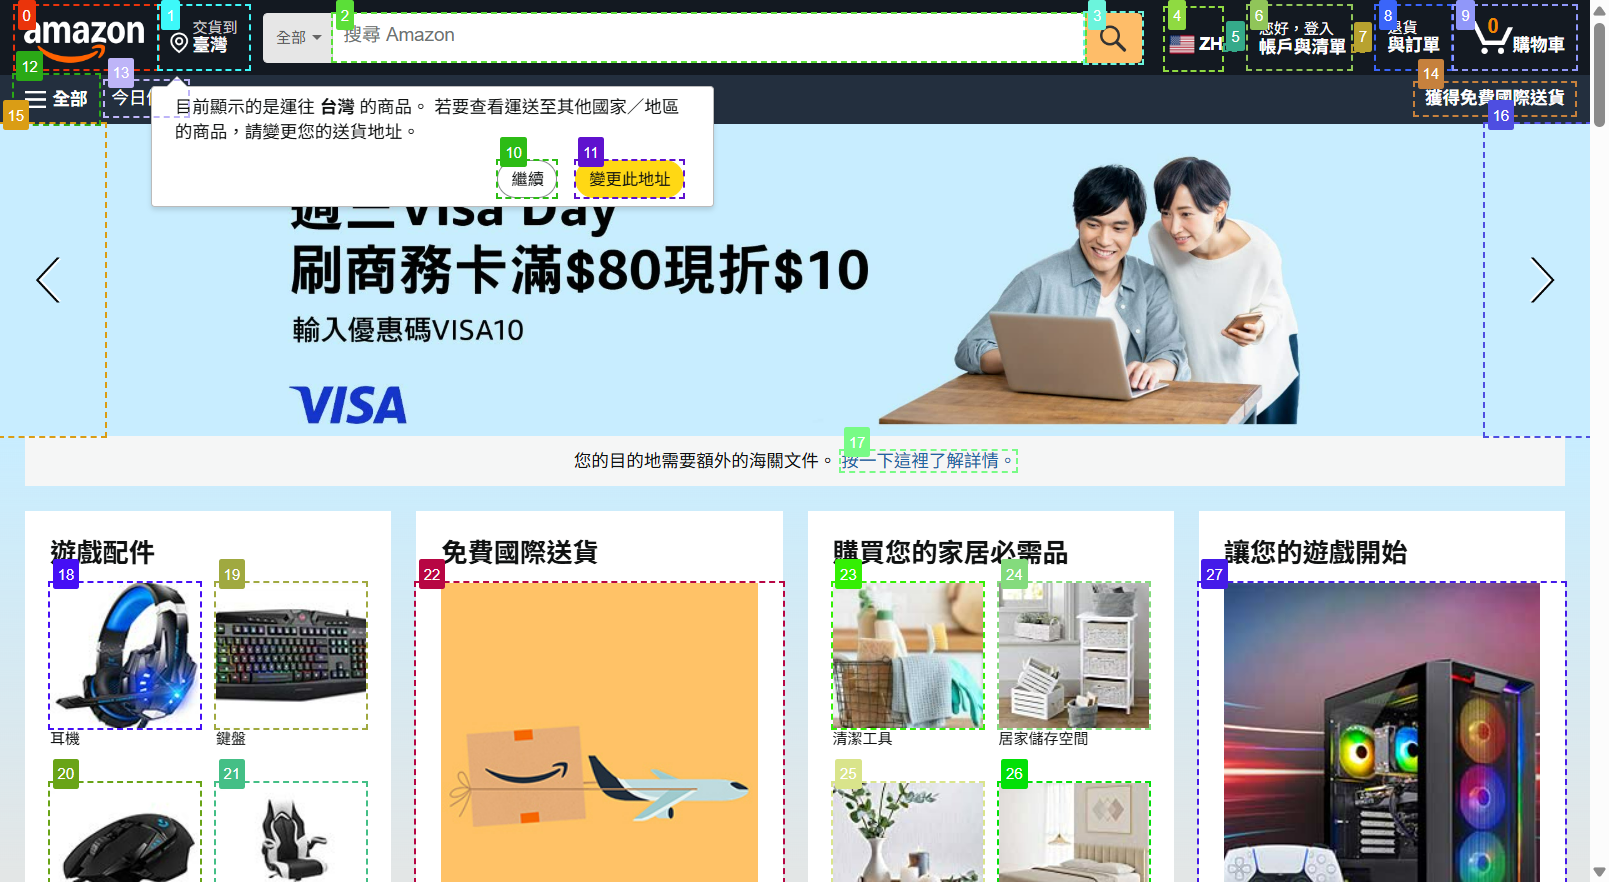 amazon
交貨到
臺灣
全部
搜尋 Amazon
ZH
您好，登入
帳戶與清單
退貨
與訂單
0
購物車
全部
今日
獲得免費國際送貨
目前顯示的是運往 台灣 的商品。 若要查看運送至其他國家／地區
的商品，請變更您的送貨地址。
繼續
變更此地址
週三Visa Day
刷商務卡滿$80現折$10
輸入優惠碼VISA10
VISA
您的目的地需要額外的海關文件。 按一下這裡了解詳情。
遊戲配件
免費國際送貨
購買您的家居必需品
讓您的遊戲開始
耳機
鍵盤
清潔工具
居家儲存空間
0
1
2
3
4
5
6
7
8
9
10
11
12
13
14
15
16
17
18
19
20
21
22
23
24
25
26
27